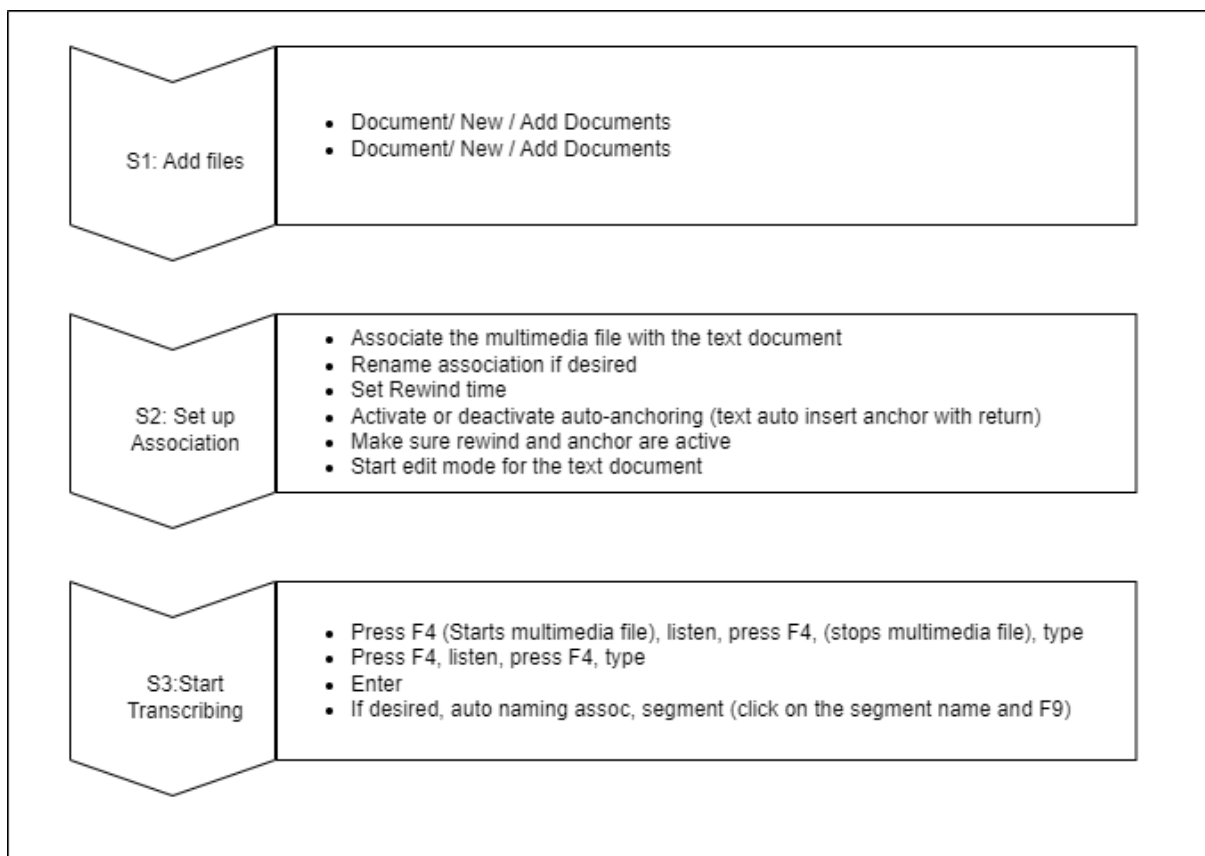 S1: Add files
• Document/ New / Add Documents
• Document/ New / Add Documents
S2: Set up
Association
• Associate the multimedia file with the text document
• Rename association if desired
• Set Rewind time
• Activate or deactivate auto-anchoring (text auto insert anchor with return)
• Make sure rewind and anchor are active
• Start edit mode for the text document
S3:Start
Transcribing
• Press F4 (Starts multimedia file), listen, press F4, (stops multimedia file), type
• Press F4, listen, press F4, type
• Enter
• If desired, auto naming assoc, segment (click on the segment name and F9)